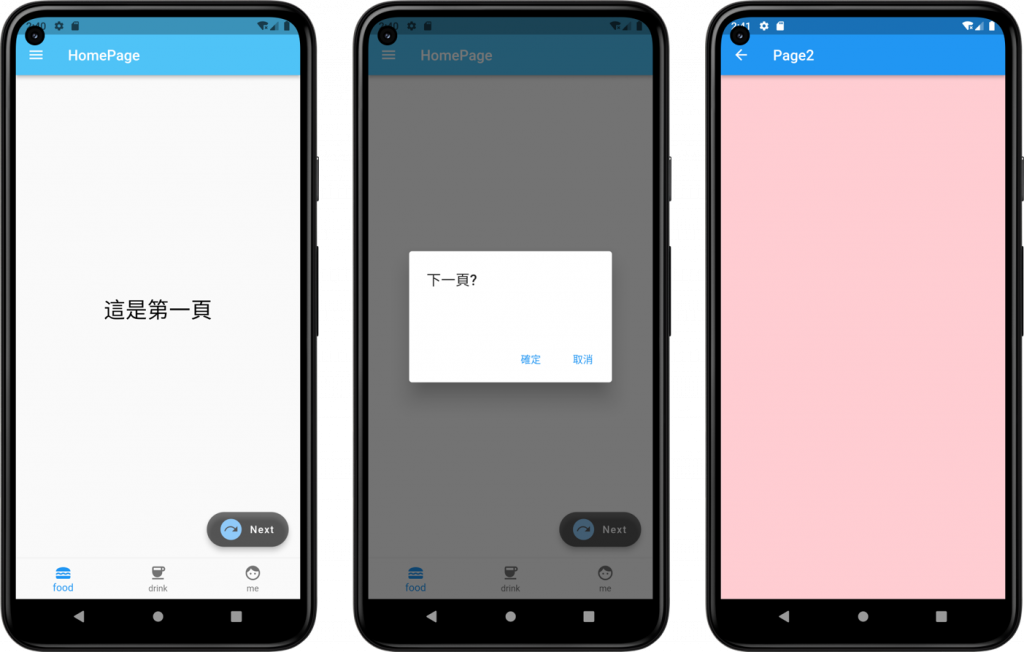 2:40
HomePage
這是第一頁
Next
food
drink
me
2:40
HomePage
下一頁?
確定
取消
Next
food
drink
me
2:41
Page2